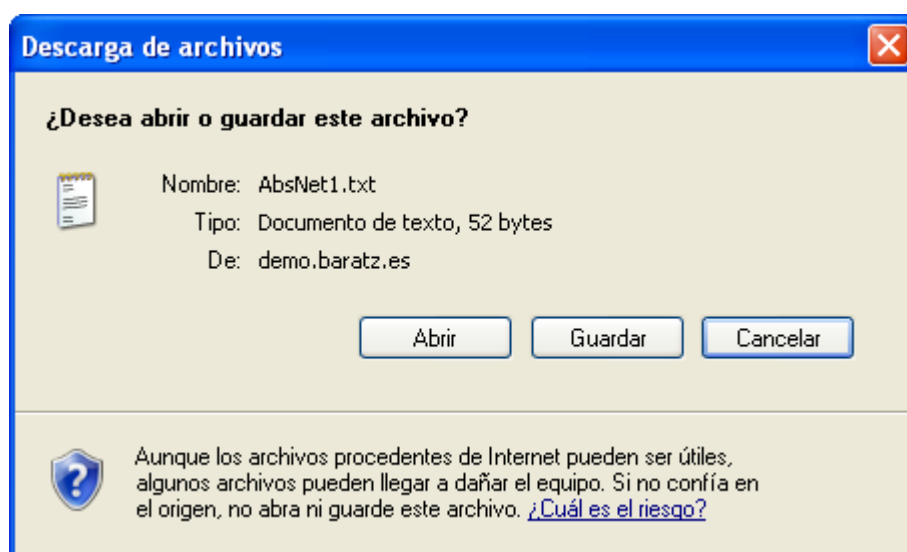 Descarga de archivos
¿Desea abrir o guardar este archivo?
Nombre: AbsNet1.txt
Tipo: Documento de texto, 52 bytes
De: demo.baratz.es
Abrir Guardar Cancelar
Aunque los archivos procedentes de Internet pueden ser útiles,
algunos archivos pueden llegar a dañar el equipo. Si no confía en
el origen, no abra ni guarde este archivo. ¿Cuál es el riesgo?